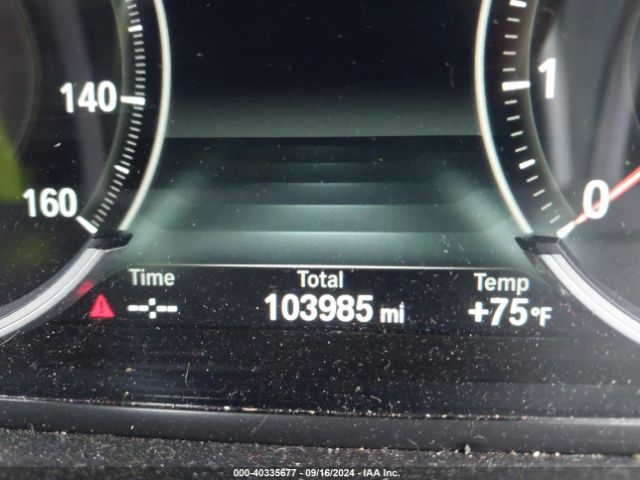 140
160
1
0
Time
Total
Temp
--:--
103985 mi
+75°F
000-40335677 - 09/16/2024 - IAA Inc.